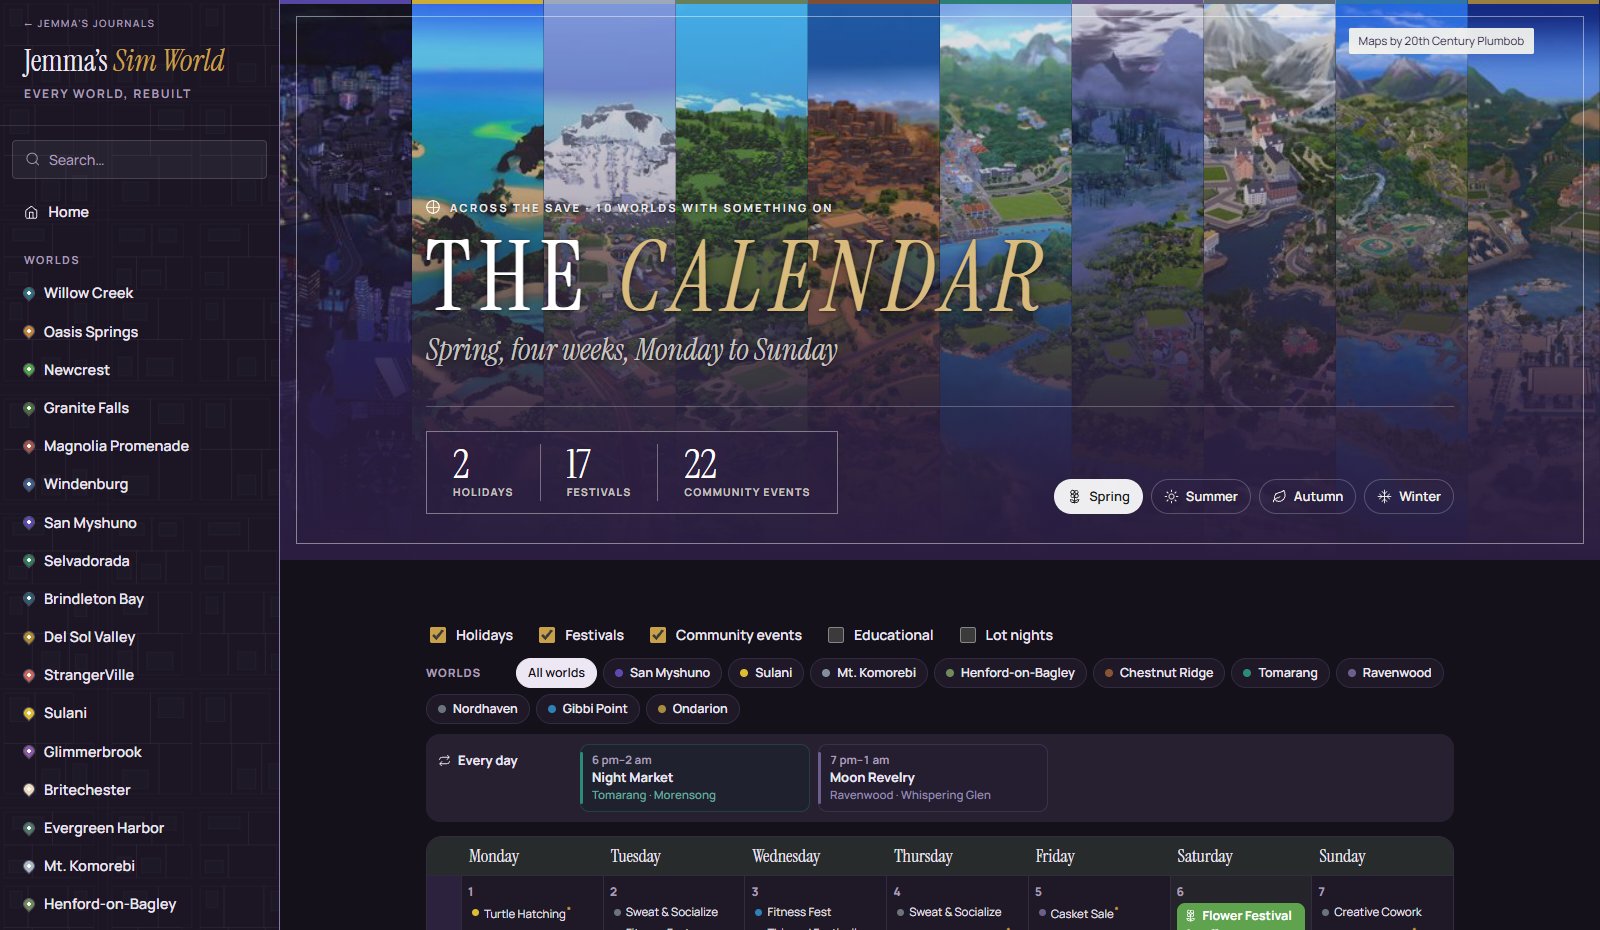 ← JEMMA'S JOURNALS
Jemma's Sim World
EVERY WORLD, REBUILT
Search...
Home
WORLDS
Willow Creek
Oasis Springs
Newcrest
Granite Falls
Magnolia Promenade
Windenburg
San Myshuno
Selvadorada
Brindleton Bay
Del Sol Valley
StrangerVille
Sulani
Glimmerbrook
Britechester
Evergreen Harbor
Mt. Komorebi
Henford-on-Bagley
Maps by 20th Century Plumbob
ACROSS THE SAVE · 10 WORLDS WITH SOMETHING ON
THE CALENDAR
Spring, four weeks, Monday to Sunday
2 17 22
HOLIDAYS FESTIVALS COMMUNITY EVENTS
Spring Summer Autumn Winter
Holidays Festivals Community events Educational Lot nights
WORLDS All worlds San Myshuno Sulani Mt. Komorebi Henford-on-Bagley Chestnut Ridge Tomarang Ravenwood
Nordhaven Gibbi Point Ondarion
Every day
6 pm–2 am
Night Market
Tomarang · Morensong
7 pm–1 am
Moon Revelry
Ravenwood · Whispering Glen
Monday Tuesday Wednesday Thursday Friday Saturday Sunday
1 2 3 4 5 6 7
Turtle Hatching Sweat & Socialize Fitness Fest Sweat & Socialize Casket Sale Flower Festival Creative Cowork